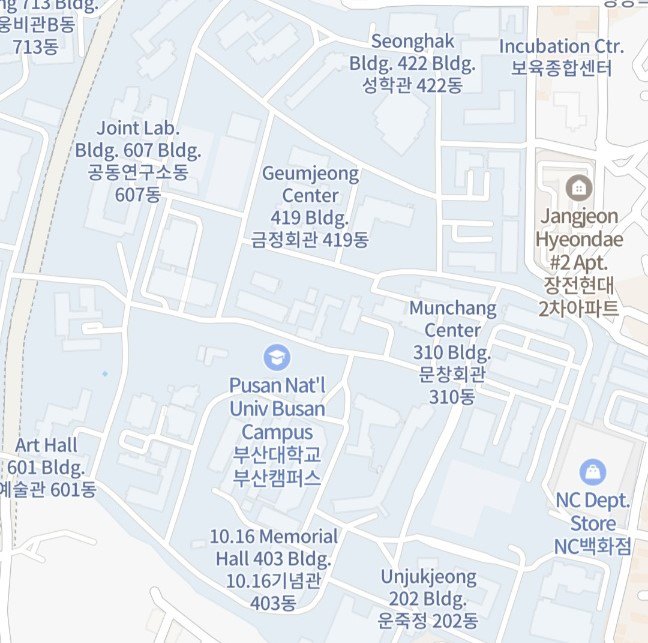 ng 713 Bldg.
웅비관B동
713동
Seonghak
Bldg. 422 Bldg.
성학관 422동
Incubation Ctr.
보육종합센터
Joint Lab.
Bldg. 607 Bldg.
공동연구소동
607동
Geumjeong
Center
419 Bldg.
금정회관 419동
Jangjeon
Hyeondae
#2 Apt.
장전현대
2차아파트
Munchang
Center
310 Bldg.
문창회관
310동
Pusan Nat'l
Univ Busan
Campus
부산대학교
부산캠퍼스
Art Hall
601 Bldg.
예술관 601동
NC Dept.
Store
NC백화점
10.16 Memorial
Hall 403 Bldg.
10.16기념관
403동
Unjukjeong
202 Bldg.
운죽정 202동